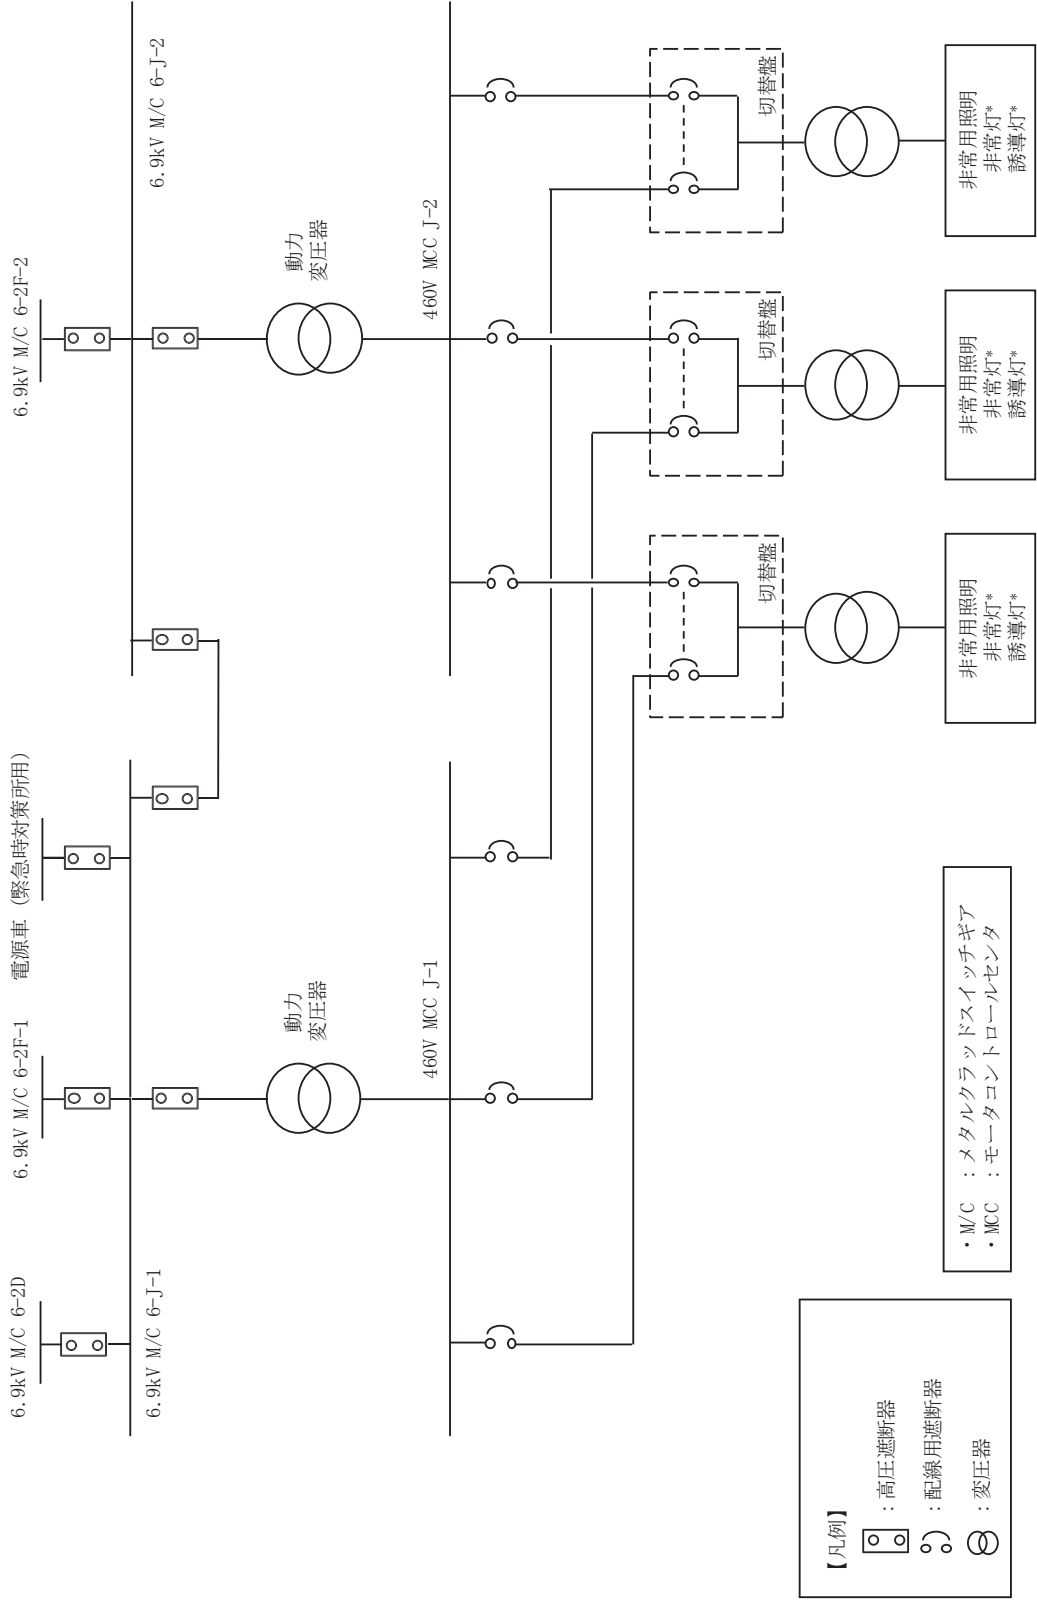 6.9kV M/C 6-2D
6.9kV M/C 6-2F-1
電源車（緊急時対策所用）
6.9kV M/C 6-2F-2
6.9kV M/C 6-J-1
6.9kV M/C 6-J-2
動力
変圧器
動力
変圧器
460V MCC J-1
460V MCC J-2
切替盤
切替盤
切替盤
非常用照明
非常灯*
誘導灯*
非常用照明
非常灯*
誘導灯*
非常用照明
非常灯*
誘導灯*
【凡例】
：高圧遮断器
：配線用遮断器
：変圧器
・M/C ：メタルクラッドスイッチギア
・MCC ：モータコントロールセンタ